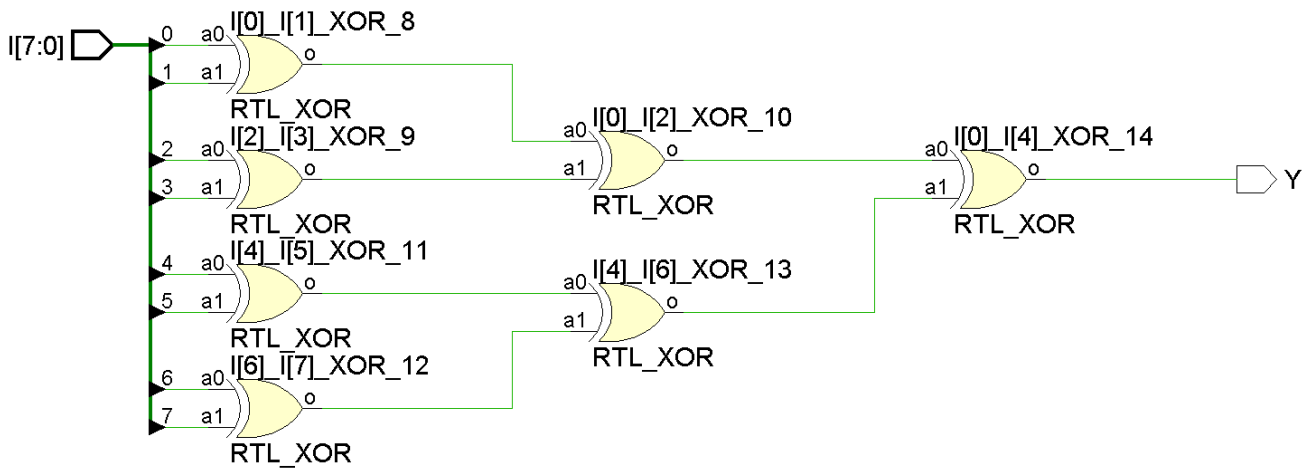 I[7:0]
0
a0
I[0]_I[1]_XOR_8
o
1
a1
RTL_XOR
I[2]_I[3]_XOR_9
2
a0
o
3
a1
RTL_XOR
I[4]_I[5]_XOR_11
4
a0
o
5
a1
RTL_XOR
I[6]_I[7]_XOR_12
6
a0
o
7
a1
RTL_XOR
I[0]_I[2]_XOR_10
a0
o
a1
RTL_XOR
I[4]_I[6]_XOR_13
a0
o
a1
RTL_XOR
I[0]_I[4]_XOR_14
a0
o
a1
RTL_XOR
Y